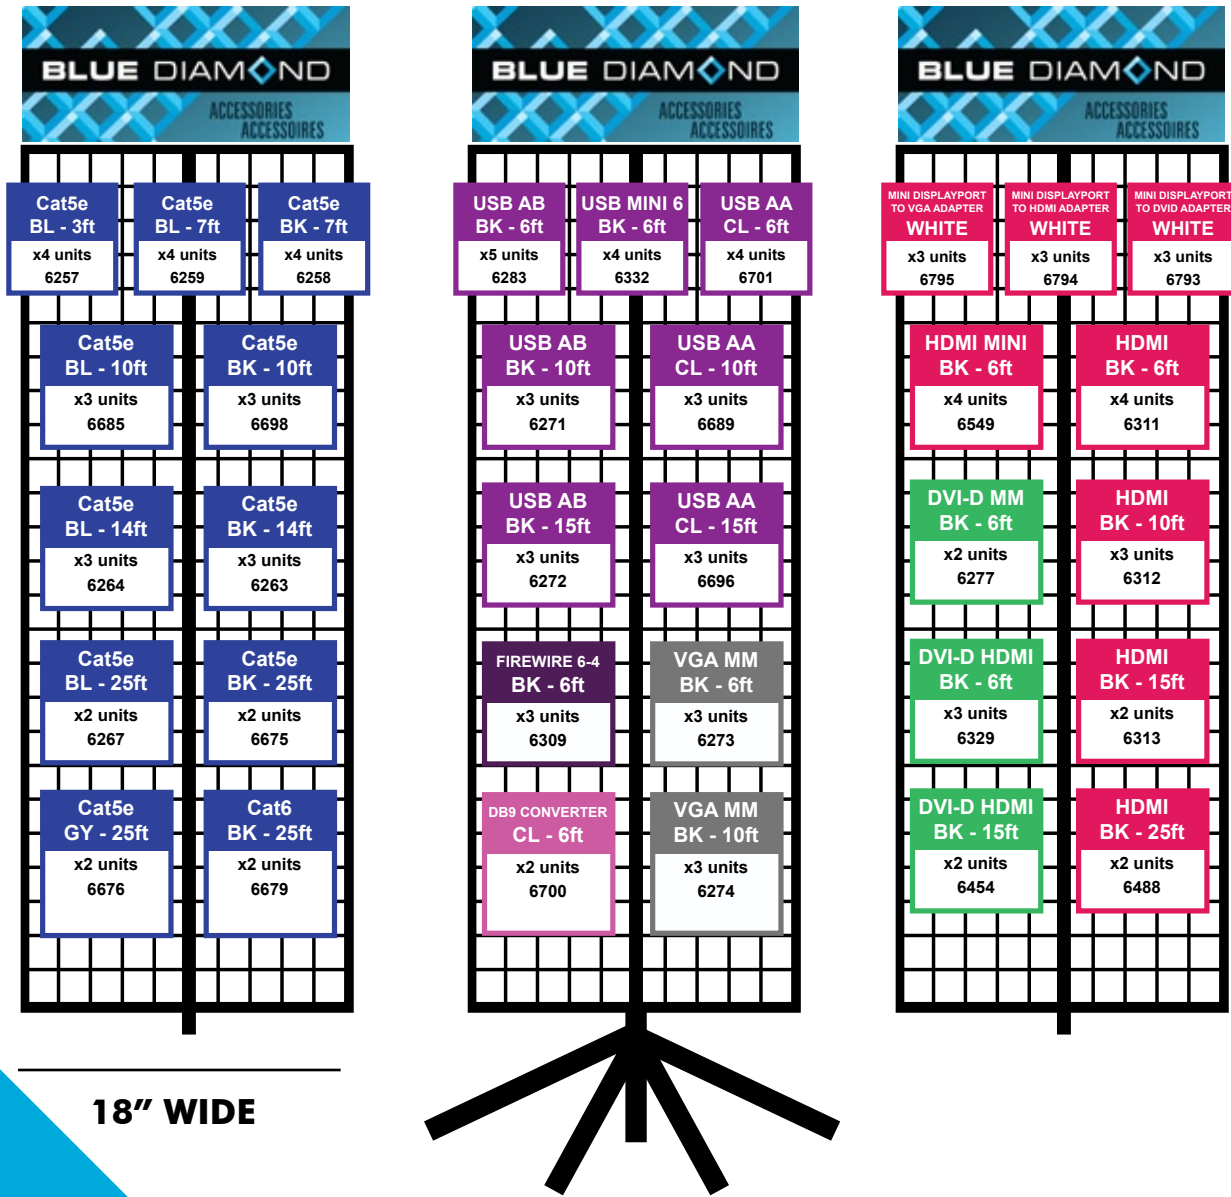 BLUE DIAMOND
ACCESSORIES
ACCESSOIRES
Cat5e
BL - 3ft
x4 units
6257
Cat5e
BL - 7ft
x4 units
6259
Cat5e
BK - 7ft
x4 units
6258
Cat5e
BL - 10ft
x3 units
6685
Cat5e
BK - 10ft
x3 units
6698
Cat5e
BL - 14ft
x3 units
6264
Cat5e
BK - 14ft
x3 units
6263
Cat5e
BL - 25ft
x2 units
6267
Cat5e
BK - 25ft
x2 units
6675
Cat5e
GY - 25ft
x2 units
6676
Cat6
BK - 25ft
x2 units
6679
18" WIDE
BLUE DIAMOND
ACCESSORIES
ACCESSOIRES
USB AB
BK - 6ft
x5 units
6283
USB MINI 6
BK - 6ft
x4 units
6332
USB AA
CL - 6ft
x4 units
6701
USB AB
BK - 10ft
x3 units
6271
USB AA
CL - 10ft
x3 units
6689
USB AB
BK - 15ft
x3 units
6272
USB AA
CL - 15ft
x3 units
6696
FIREWIRE 6-4
BK - 6ft
x3 units
6309
VGA MM
BK - 6ft
x3 units
6273
DB9 CONVERTER
CL - 6ft
x2 units
6700
VGA MM
BK - 10ft
x3 units
6274
BLUE DIAMOND
ACCESSORIES
ACCESSOIRES
MINI DISPLAYPORT
TO VGA ADAPTER
WHITE
x3 units
6795
MINI DISPLAYPORT
TO HDMI ADAPTER
WHITE
x3 units
6794
MINI DISPLAYPORT
TO DVID ADAPTER
WHITE
x3 units
6793
HDMI MINI
BK - 6ft
x4 units
6549
HDMI
BK - 6ft
x4 units
6311
DVI-D MM
BK - 6ft
x2 units
6277
HDMI
BK - 10ft
x3 units
6312
DVI-D HDMI
BK - 6ft
x3 units
6329
HDMI
BK - 15ft
x2 units
6313
DVI-D HDMI
BK - 15ft
x2 units
6454
HDMI
BK - 25ft
x2 units
6488